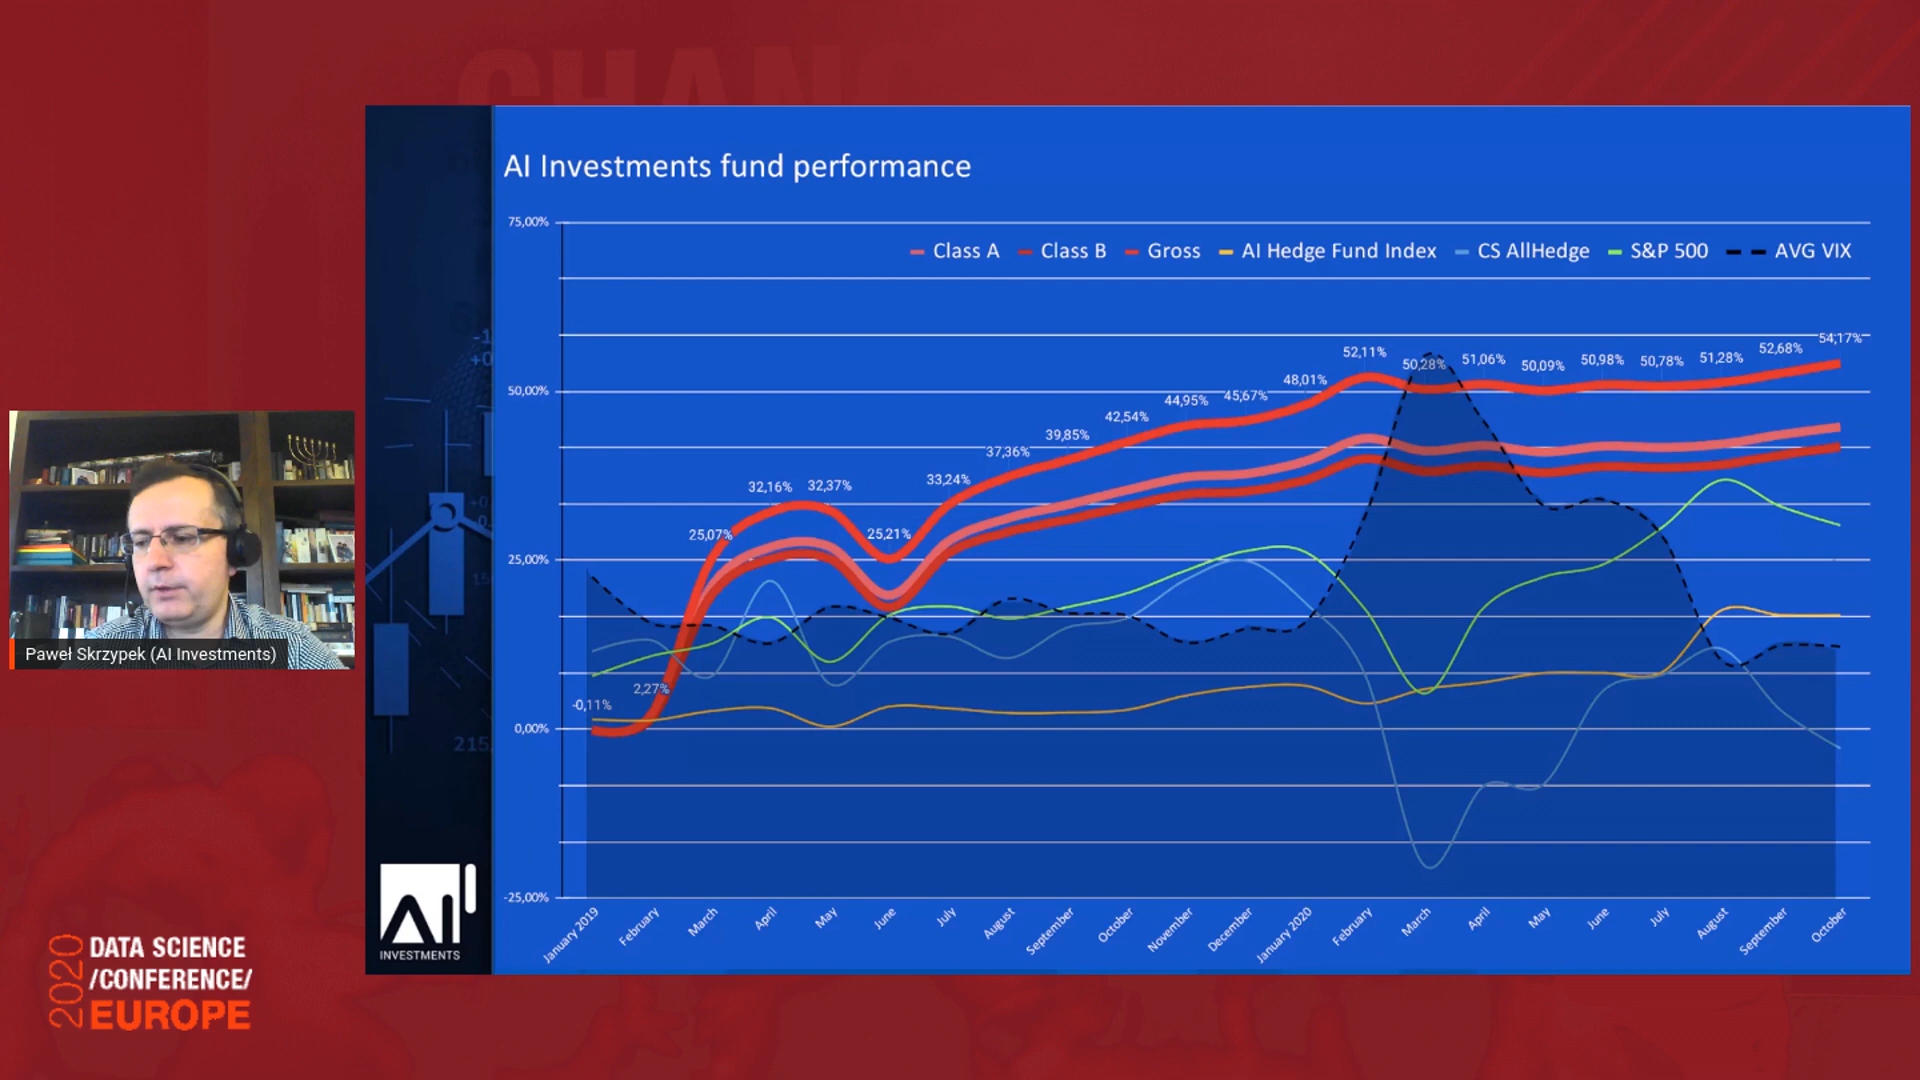 CHANG
AI Investments fund performance
75,00%
Class A Class B Gross AI Hedge Fund Index CS AllHedge S&P 500 AVG VIX
50,00%
25,00%
0,00%
-25,00%
-0,11%
2,27%
25,07%
32,16%
32,37%
25,21%
33,24%
37,36%
39,85%
42,54%
44,95%
45,67%
48,01%
52,11%
50,28%
51,06%
50,09%
50,98%
50,78%
51,28%
52,68%
54,17%
January 2019
February
March
April
May
June
July
August
September
October
November
December
January 2020
February
March
April
May
June
July
August
September
October
215
AI
INVESTMENTS
Paweł Skrzypek (AI Investments)
2020
DATA SCIENCE
/CONFERENCE/
EUROPE